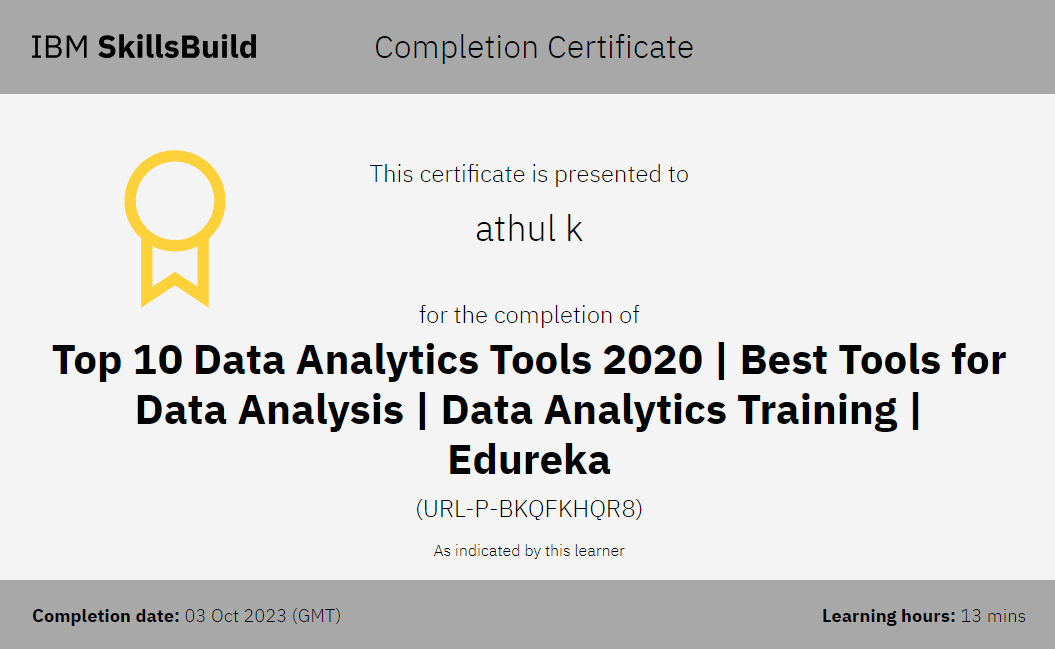 IBM SkillsBuild
Completion Certificate
This certificate is presented to
athul k
for the completion of
Top 10 Data Analytics Tools 2020 | Best Tools for
Data Analysis | Data Analytics Training |
Edureka
(URL-P-BKQFKHQR8)
As indicated by this learner
Completion date: 03 Oct 2023 (GMT)
Learning hours: 13 mins